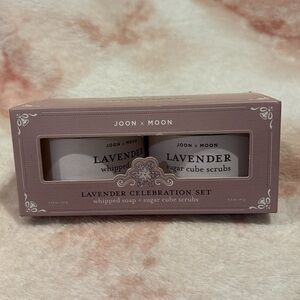 JOON x MOON
LAVENDER
whipped
JOON x MOON
LAVENDER
sugar cube scrubs
LAVENDER CELEBRATION SET
whipped soap + sugar cube scrubs